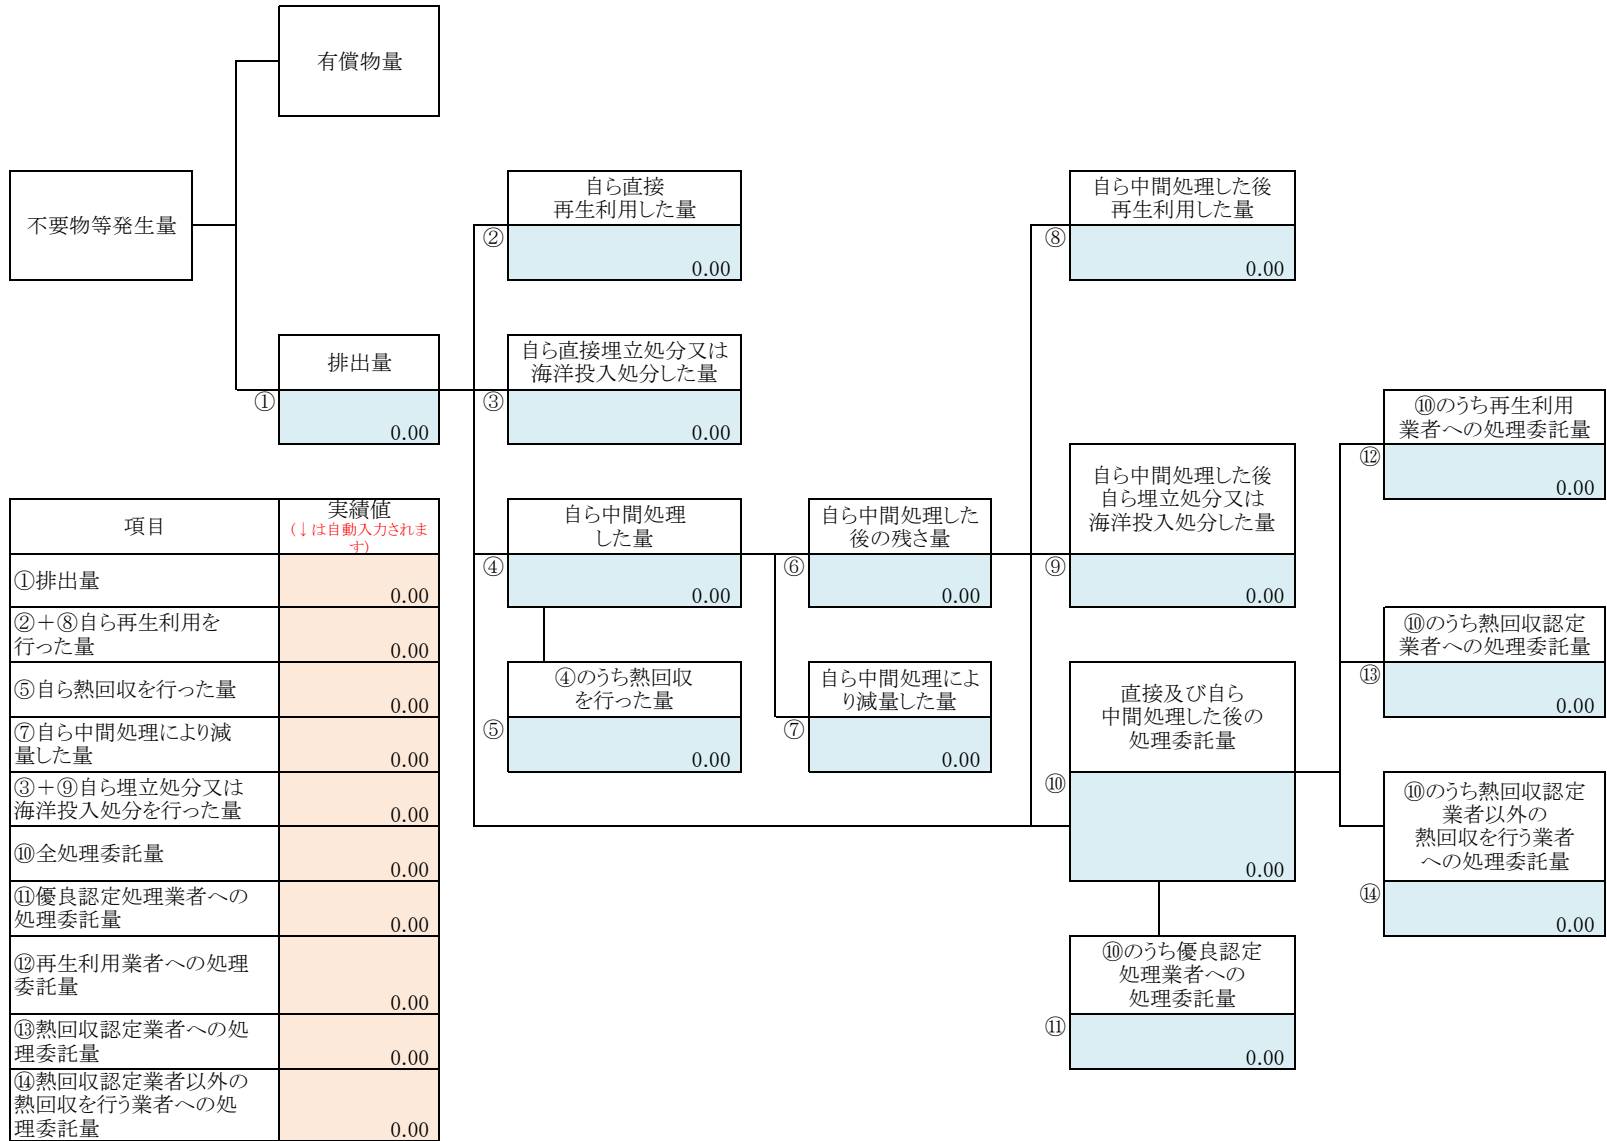 有償物量
不要物等発生量
自ら直接
再生利用した量
②
0.00
自ら中間処理した後
再生利用した量
⑧
0.00
排出量
①
0.00
自ら直接埋立処分又は
海洋投入処分した量
③
0.00
⑩のうち再生利用
業者への処理委託量
⑫
0.00
自ら中間処理
した量
④
0.00
自ら中間処理した
後の残さ量
⑥
0.00
自ら中間処理した後
自ら埋立処分又は
海洋投入処分した量
⑨
0.00
⑩のうち熱回収認定
業者への処理委託量
⑬
0.00
④のうち熱回収
を行った量
⑤
0.00
自ら中間処理によ
り減量した量
⑦
0.00
直接及び自ら
中間処理した後の
処理委託量
⑩
0.00
⑩のうち熱回収認定
業者以外の
熱回収を行う業者
への処理委託量
⑭
0.00
⑩のうち優良認定
処理業者への
処理委託量
⑪
0.00
項目
実績値
(↓は自動入力されま
す)
①排出量
0.00
②＋⑧自ら再生利用を
行った量
0.00
⑤自ら熱回収を行った量
0.00
⑦自ら中間処理により減
量した量
0.00
③＋⑨自ら埋立処分又は
海洋投入処分を行った量
0.00
⑩全処理委託量
0.00
⑪優良認定処理業者への
処理委託量
0.00
⑫再生利用業者への処理
委託量
0.00
⑬熱回収認定業者への処
理委託量
0.00
⑭熱回収認定業者以外の
熱回収を行う業者への処
理委託量
0.00